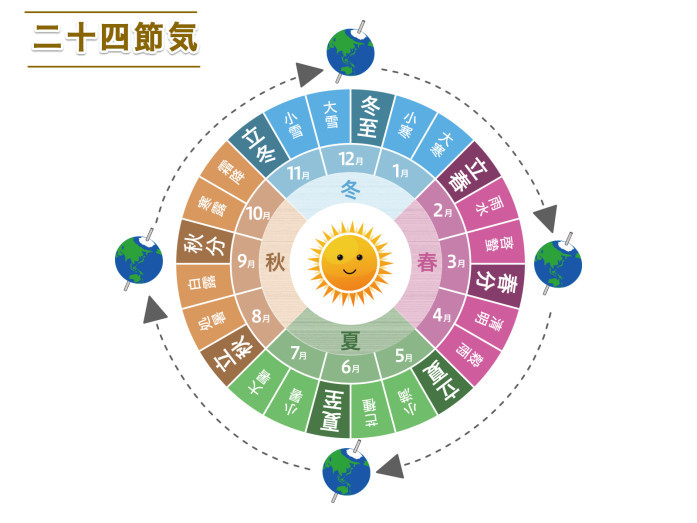 二十四節気
冬至
小寒
大寒
立春
雨水
啓蟄
春分
清明
穀雨
立夏
小満
芒種
夏至
小暑
大暑
立秋
処暑
白露
秋分
寒露
霜降
立冬
小雪
大雪
12月
1月
2月
3月
4月
5月
6月
7月
8月
9月
10月
11月
冬
春
夏
秋